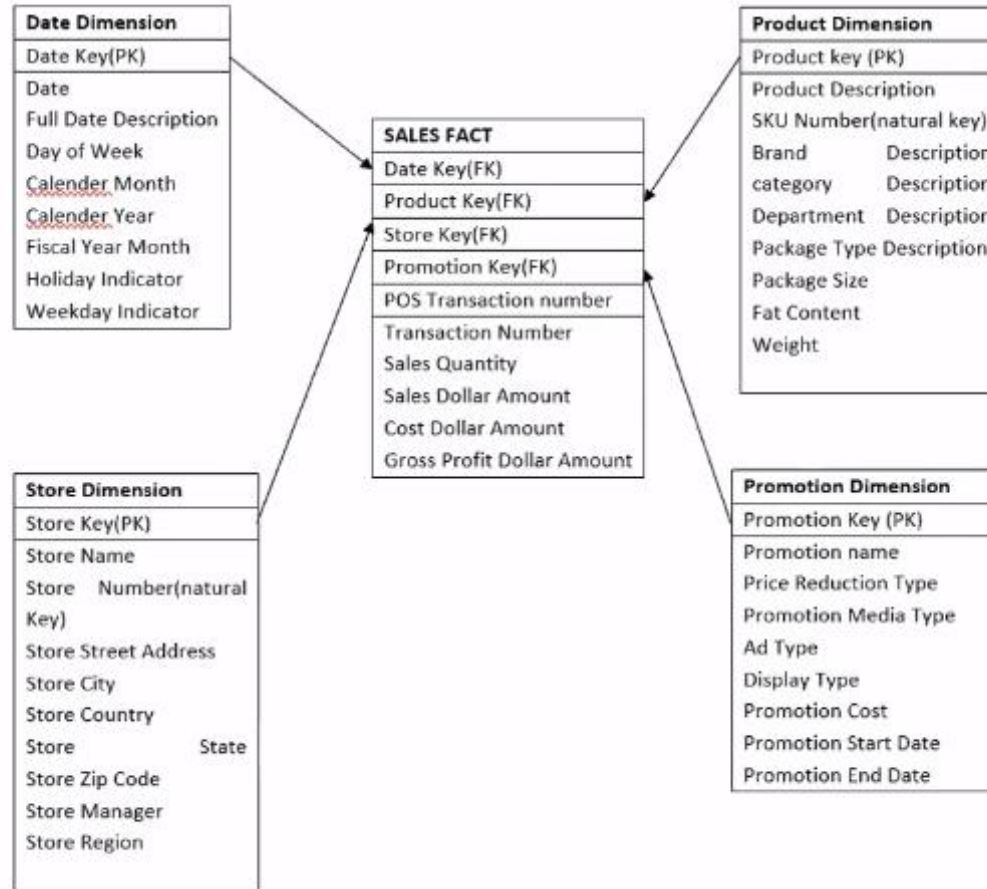 Date Dimension
Date Key(PK)
Date
Full Date Description
Day of Week
Calender Month
Calender Year
Fiscal Year Month
Holiday Indicator
Weekday Indicator
SALES FACT
Date Key(FK)
Product Key(FK)
Store Key(FK)
Promotion Key(FK)
POS Transaction number
Transaction Number
Sales Quantity
Sales Dollar Amount
Cost Dollar Amount
Gross Profit Dollar Amount
Product Dimension
Product key (PK)
Product Description
SKU Number(natural key)
Brand Description
category Description
Department Description
Package Type Description
Package Size
Fat Content
Weight
Store Dimension
Store Key(PK)
Store Name
Store Number(natural
Key)
Store Street Address
Store City
Store Country
Store State
Store Zip Code
Store Manager
Store Region
Promotion Dimension
Promotion Key (PK)
Promotion name
Price Reduction Type
Promotion Media Type
Ad Type
Display Type
Promotion Cost
Promotion Start Date
Promotion End Date